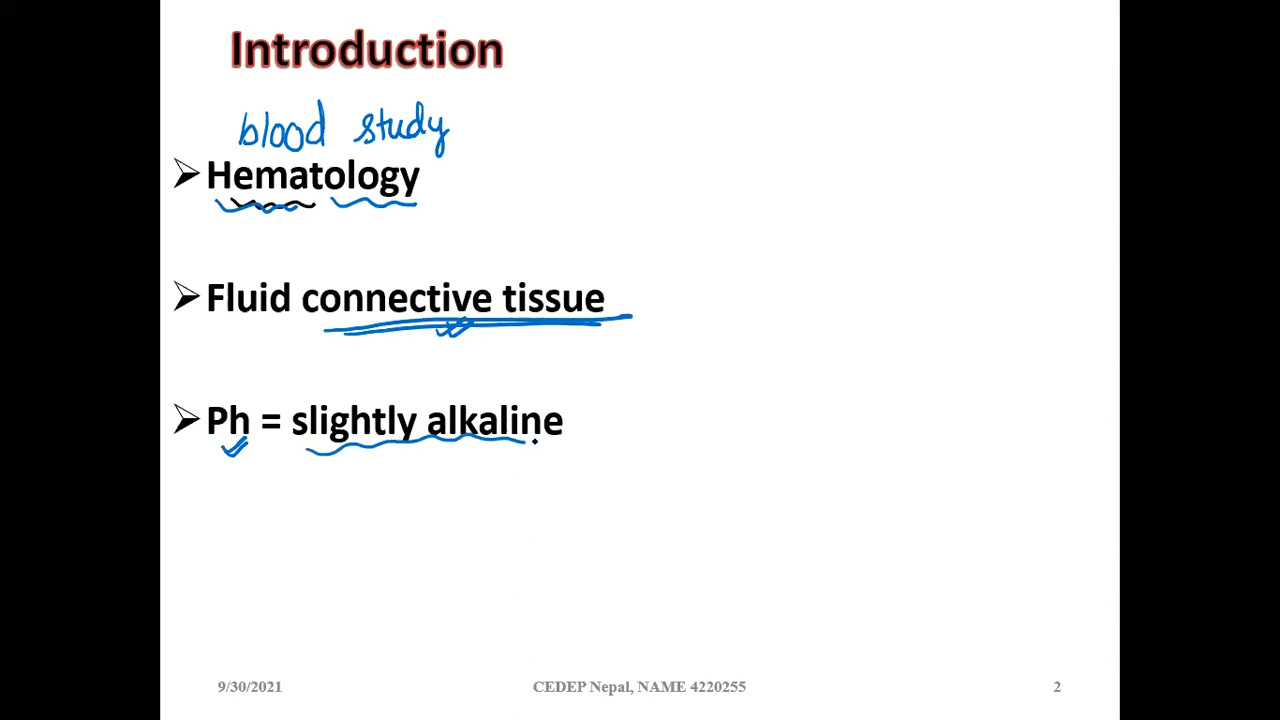 Introduction
blood study
➢ Hematology
➢ Fluid connective tissue
➢ Ph = slightly alkaline
9/30/2021 CEDEP Nepal, NAME 4220255 2